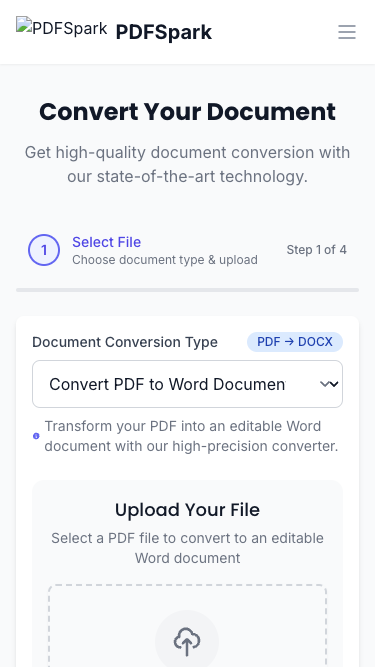 PDFSpark PDFSpark
Convert Your Document
Get high-quality document conversion with
our state-of-the-art technology.
1
Select File
Choose document type & upload
Step 1 of 4
Document Conversion Type
PDF → DOCX
Convert PDF to Word Documen
Transform your PDF into an editable Word
document with our high-precision converter.
Upload Your File
Select a PDF file to convert to an editable
Word document